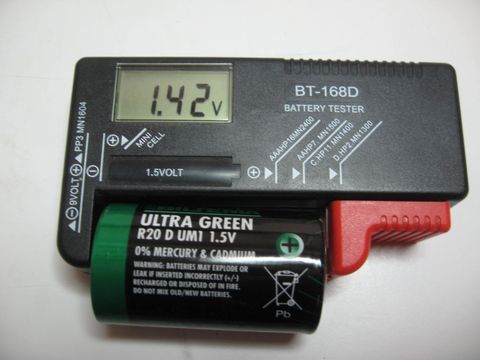 1.42V
BT-168D
BATTERY TESTER
9VOLT PP3 MN1604
MINI
CELL
1.5VOLT
AAAHP16MN2400
AAHP7. MN1500
C.HP11.MN1400
D.HP2.MN1300
ULTRA GREEN
R20 D UM1 1.5V
0% MERCURY & CADMIUM
WARNING: BATTERIES MAY EXPLODE OR
LEAK IF INSERTED INCORRECTLY (+/-)
RECHARGED OR DISPOSED OF IN FIRE.
DO NOT MIX OLD/NEW BATTERIES.
Pb